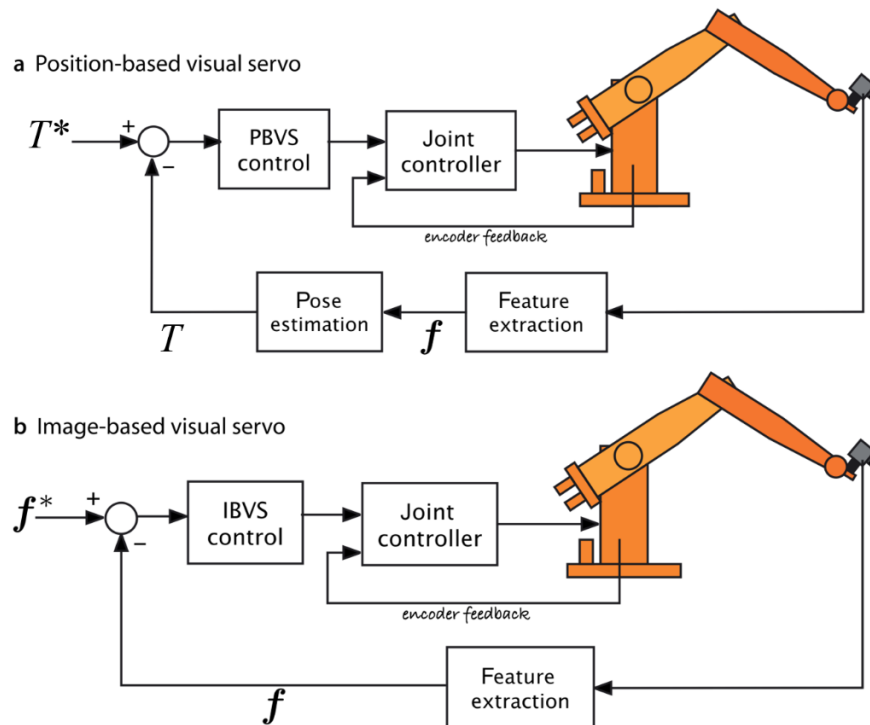 a Position-based visual servo
T*
+
−
PBVS
control
Joint
controller
encoder feedback
Pose
estimation
Feature
extraction
T
f
b Image-based visual servo
f*
+
−
IBVS
control
Joint
controller
encoder feedback
Feature
extraction
f